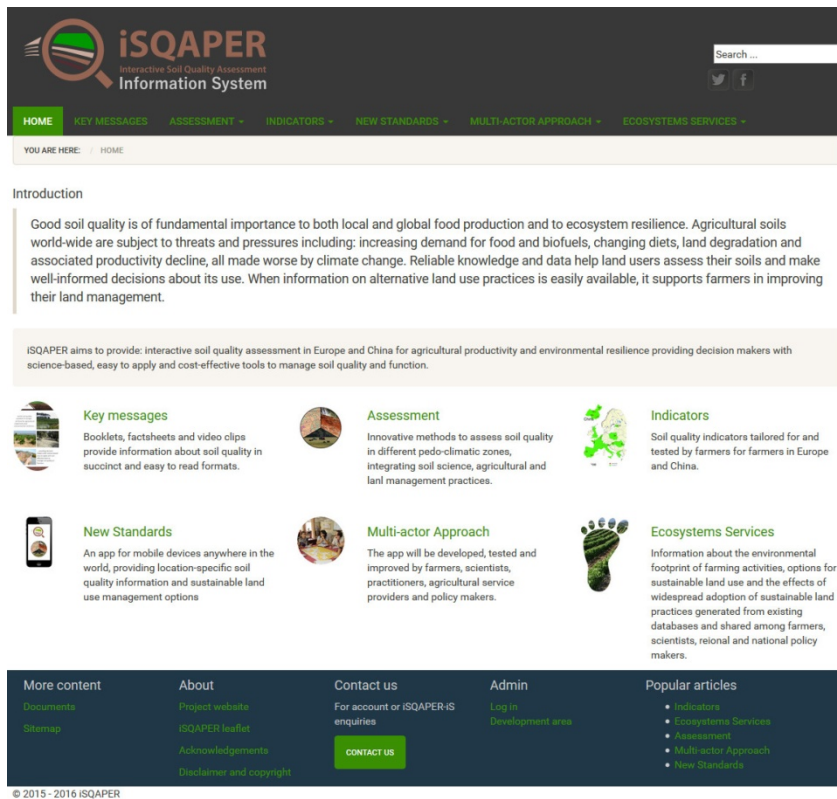 iSQAPER
Interactive Soil Quality Assessment
Information System
Search ...
HOME
KEY MESSAGES
ASSESSMENT
INDICATORS
NEW STANDARDS
MULTI-ACTOR APPROACH
ECOSYSTEMS SERVICES
YOU ARE HERE: / HOME
Introduction
Good soil quality is of fundamental importance to both local and global food production and to ecosystem resilience. Agricultural soils
world-wide are subject to threats and pressures including: increasing demand for food and biofuels, changing diets, land degradation and
associated productivity decline, all made worse by climate change. Reliable knowledge and data help land users assess their soils and make
well-informed decisions about its use. When information on alternative land use practices is easily available, it supports farmers in improving
their land management.
iSQAPER aims to provide: interactive soil quality assessment in Europe and China for agricultural productivity and environmental resilience providing decision makers with
science-based, easy to apply and cost-effective tools to manage soil quality and function.
Key messages
Booklets, factsheets and video clips
provide information about soil quality in
succinct and easy to read formats.
Assessment
Innovative methods to assess soil quality
in different pedo-climatic zones,
integrating soil science, agricultural and
lanl management practices.
Indicators
Soil quality indicators tailored for and
tested by farmers for farmers in Europe
and China.
New Standards
An app for mobile devices anywhere in the
world, providing location-specific soil
quality information and sustainable land
use management options
Multi-actor Approach
The app will be developed, tested and
improved by farmers, scientists,
practitioners, agricultural service
providers and policy makers.
Ecosystems Services
Information about the environmental
footprint of farming activities, options for
sustainable land use and the effects of
widespread adoption of sustainable land
practices generated from existing
databases and shared among farmers,
scientists, reional and national policy
makers.
More content
Documents
Sitemap
About
Project website
iSQAPER leaflet
Acknowledgements
Disclaimer and copyright
Contact us
For account or iSQAPER-iS
enquiries
CONTACT US
Admin
Log in
Development area
Popular articles
Indicators
Ecosystems Services
Assessment
Multi-actor Approach
New Standards
© 2015 - 2016 iSQAPER